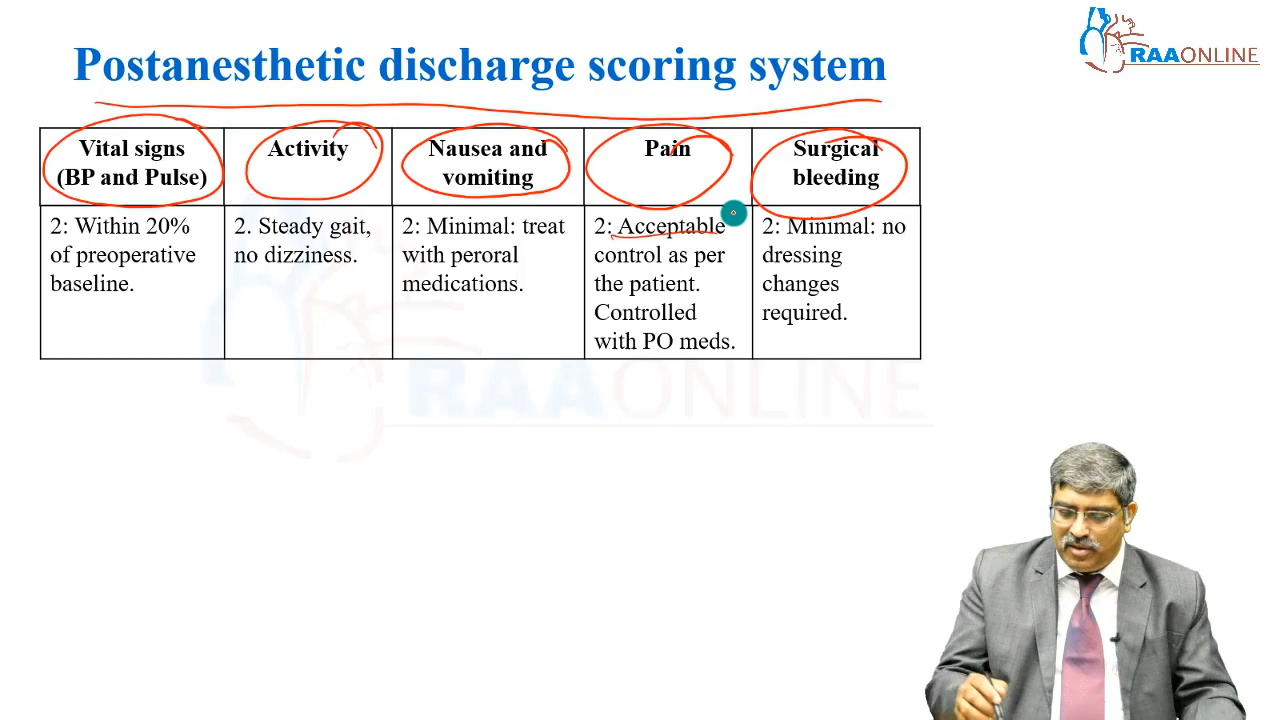 Postanesthetic discharge scoring system
RAAONLINE
Vital signs
(BP and Pulse)
Activity
Nausea and
vomiting
Pain
Surgical
bleeding
2: Within 20%
of preoperative
baseline.
2. Steady gait,
no dizziness.
2: Minimal: treat
with peroral
medications.
2: Acceptable
control as per
the patient.
Controlled
with PO meds.
2: Minimal: no
dressing
changes
required.
RAAONLINE